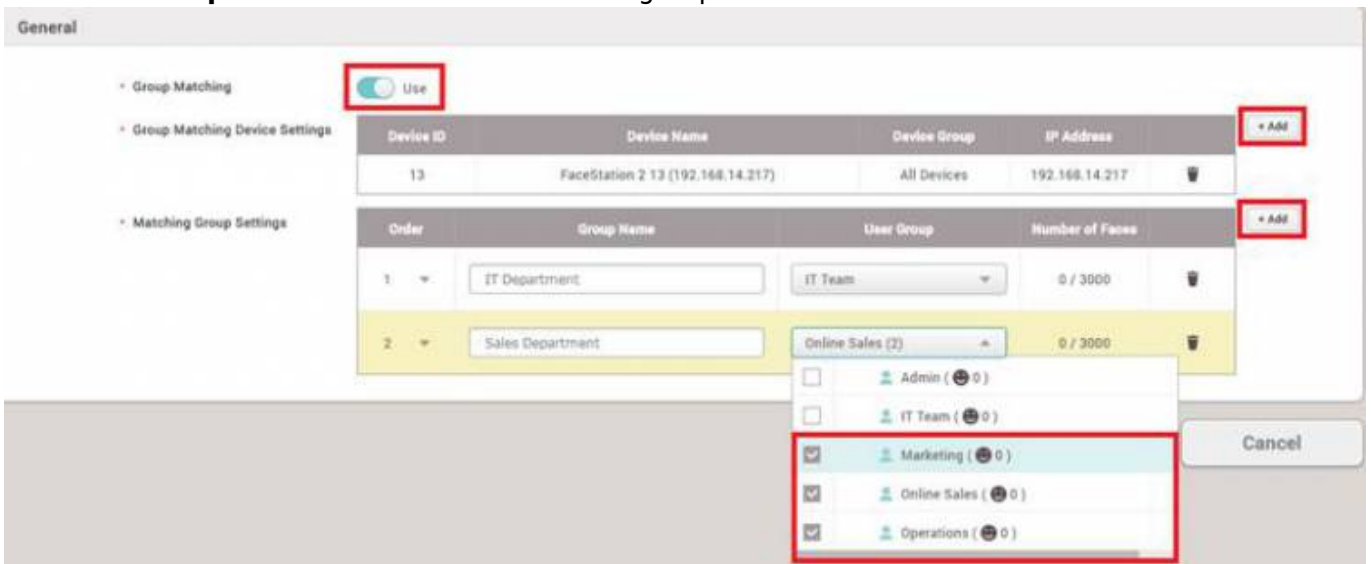 General
Group Matching Use
Group Matching Device Settings + Add
Device ID Device Name Device Group IP Address
13 FaceStation 2 13 (192.168.14.217) All Devices 192.168.14.217
Matching Group Settings + Add
Order Group Name User Group Number of Faces
1 IT Department IT Team 0 / 3000
2 Sales Department Online Sales (2) 0 / 3000
Admin ( 0 )
IT Team ( 0 )
Marketing ( 0 )
Online Sales ( 0 )
Operations ( 0 )
Cancel